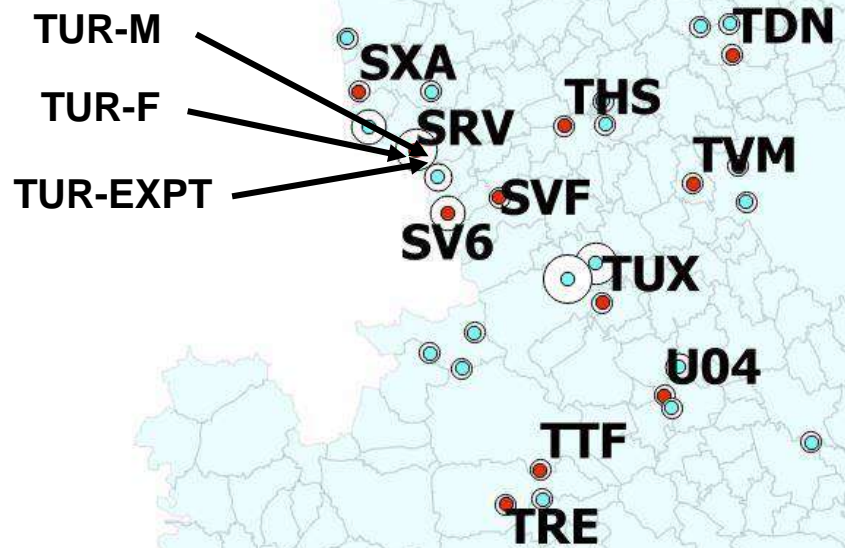 TUR-M
TDN
SXA
TUR-F
THS
SRV
TVM
TUR-EXPT
SVF
SV6
TUX
U04
TTF
TRE